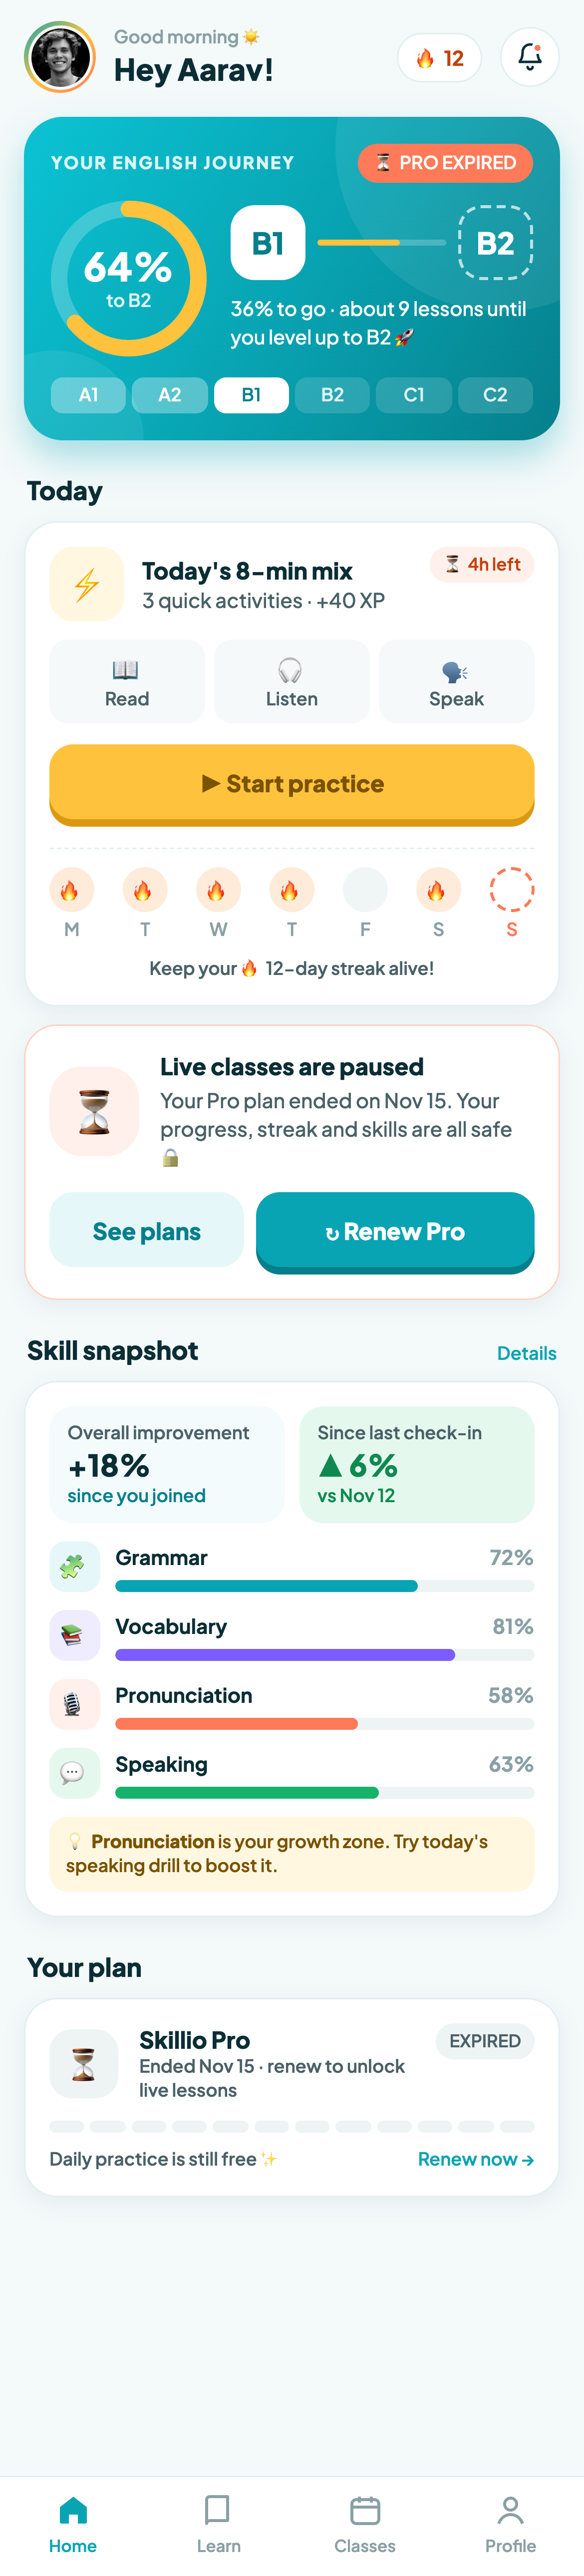 Good morning ☀️
Hey Aarav!
🔥 12
YOUR ENGLISH JOURNEY
⏳ PRO EXPIRED
64%
to B2
B1
B2
36% to go · about 9 lessons until
you level up to B2 🚀
A1 A2 B1 B2 C1 C2
Today
Today's 8-min mix
3 quick activities · +40 XP
⏳ 4h left
📖 🎧 🗣️
Read Listen Speak
▶ Start practice
🔥 🔥 🔥 🔥 🔥
M T W T F S S
Keep your 🔥 12-day streak alive!
Live classes are paused
Your Pro plan ended on Nov 15. Your
progress, streak and skills are all safe
🔒
See plans
↻ Renew Pro
Skill snapshot
Details
Overall improvement
+18%
since you joined
Since last check-in
▲ 6%
vs Nov 12
Grammar 72%
Vocabulary 81%
Pronunciation 58%
Speaking 63%
💡 Pronunciation is your growth zone. Try today's
speaking drill to boost it.
Your plan
Skillio Pro
EXPIRED
Ended Nov 15 · renew to unlock
live lessons
Daily practice is still free ✨
Renew now →
Home Learn Classes Profile